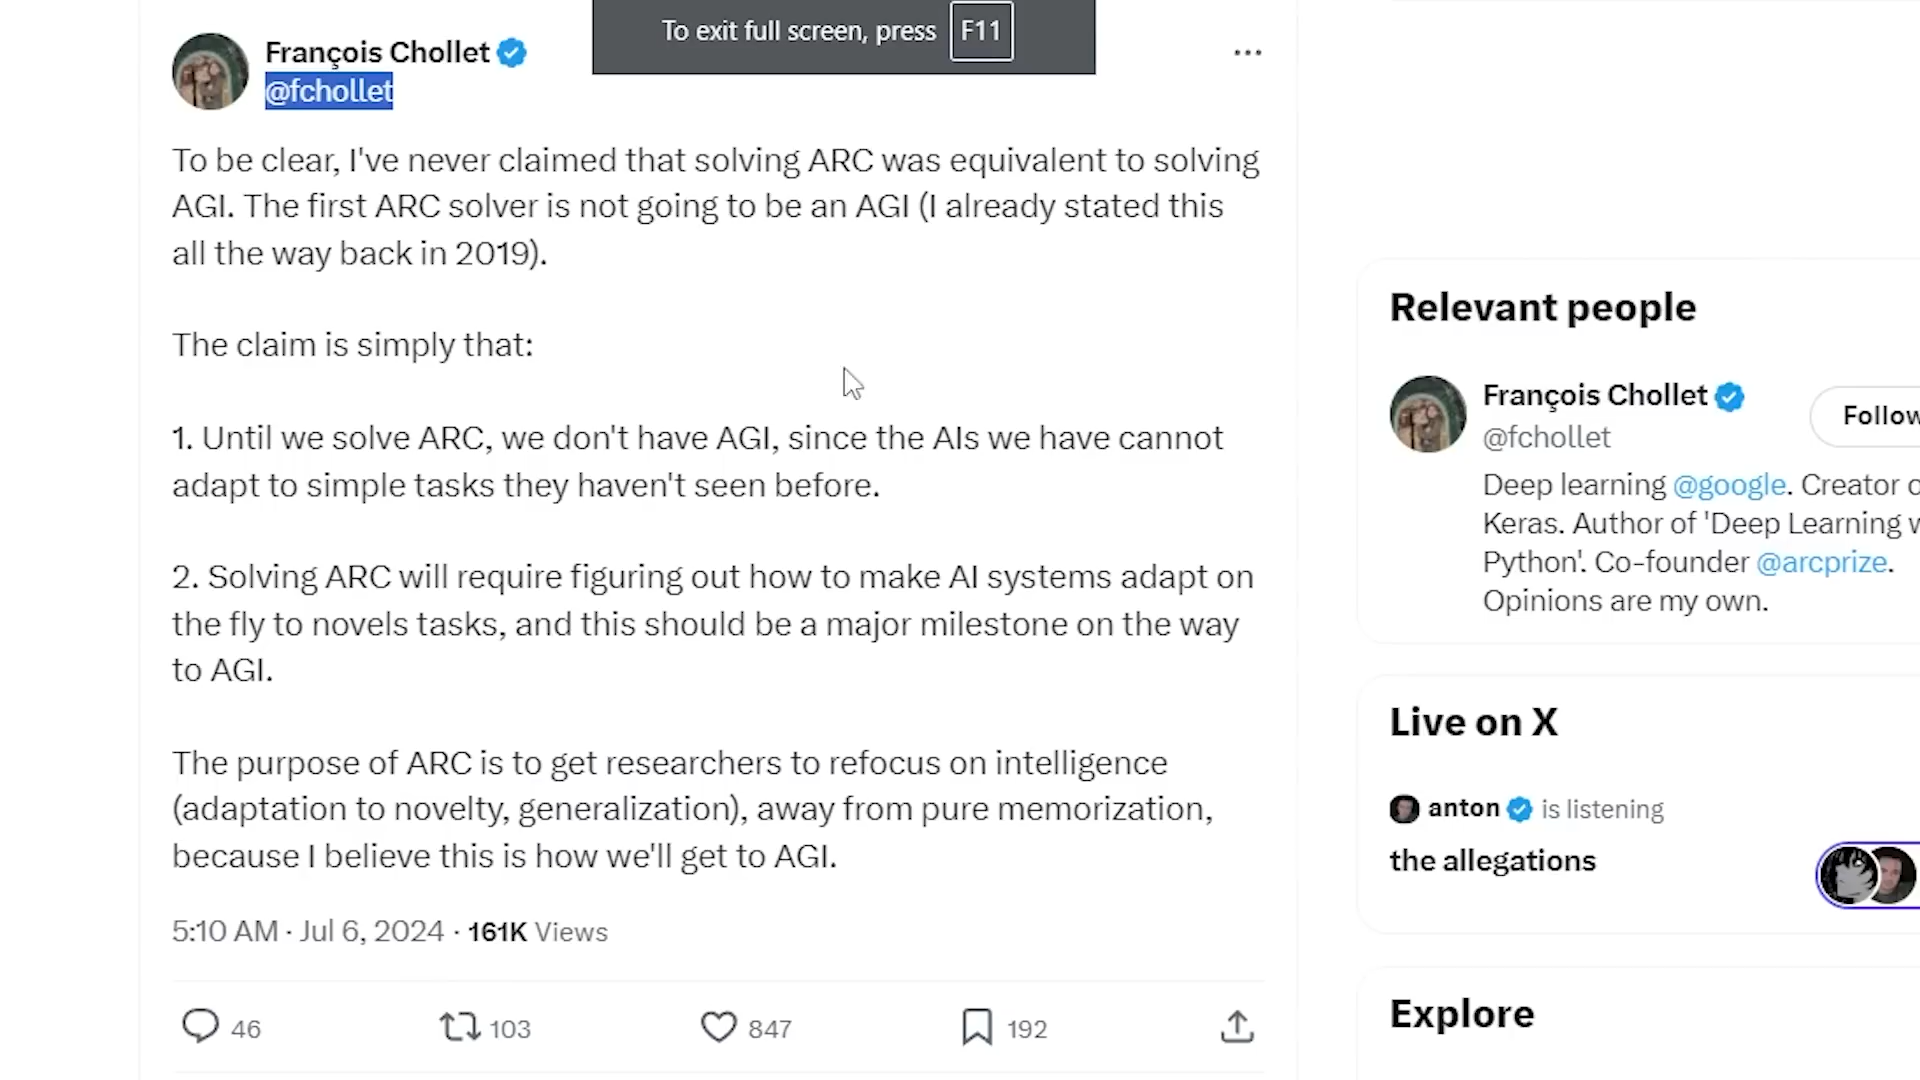 To exit full screen, press F11
François Chollet
@fchollet
To be clear, I've never claimed that solving ARC was equivalent to solving
AGI. The first ARC solver is not going to be an AGI (I already stated this
all the way back in 2019).
The claim is simply that:
1. Until we solve ARC, we don't have AGI, since the AIs we have cannot
adapt to simple tasks they haven't seen before.
2. Solving ARC will require figuring out how to make AI systems adapt on
the fly to novels tasks, and this should be a major milestone on the way
to AGI.
The purpose of ARC is to get researchers to refocus on intelligence
(adaptation to novelty, generalization), away from pure memorization,
because I believe this is how we'll get to AGI.
5:10 AM · Jul 6, 2024 · 161K Views
46 103 847 192
Relevant people
François Chollet
@fchollet
Follow
Deep learning @google. Creator o
Keras. Author of 'Deep Learning w
Python'. Co-founder @arcprize.
Opinions are my own.
Live on X
anton is listening
the allegations
Explore